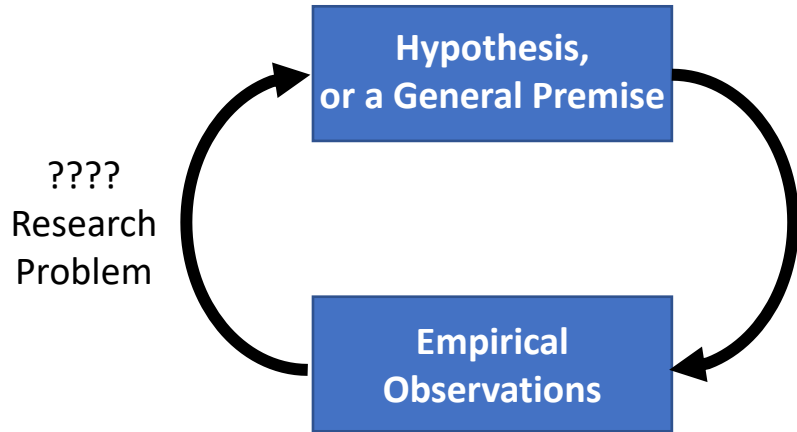 Hypothesis,
or a General Premise
????
Research
Problem
Empirical
Observations